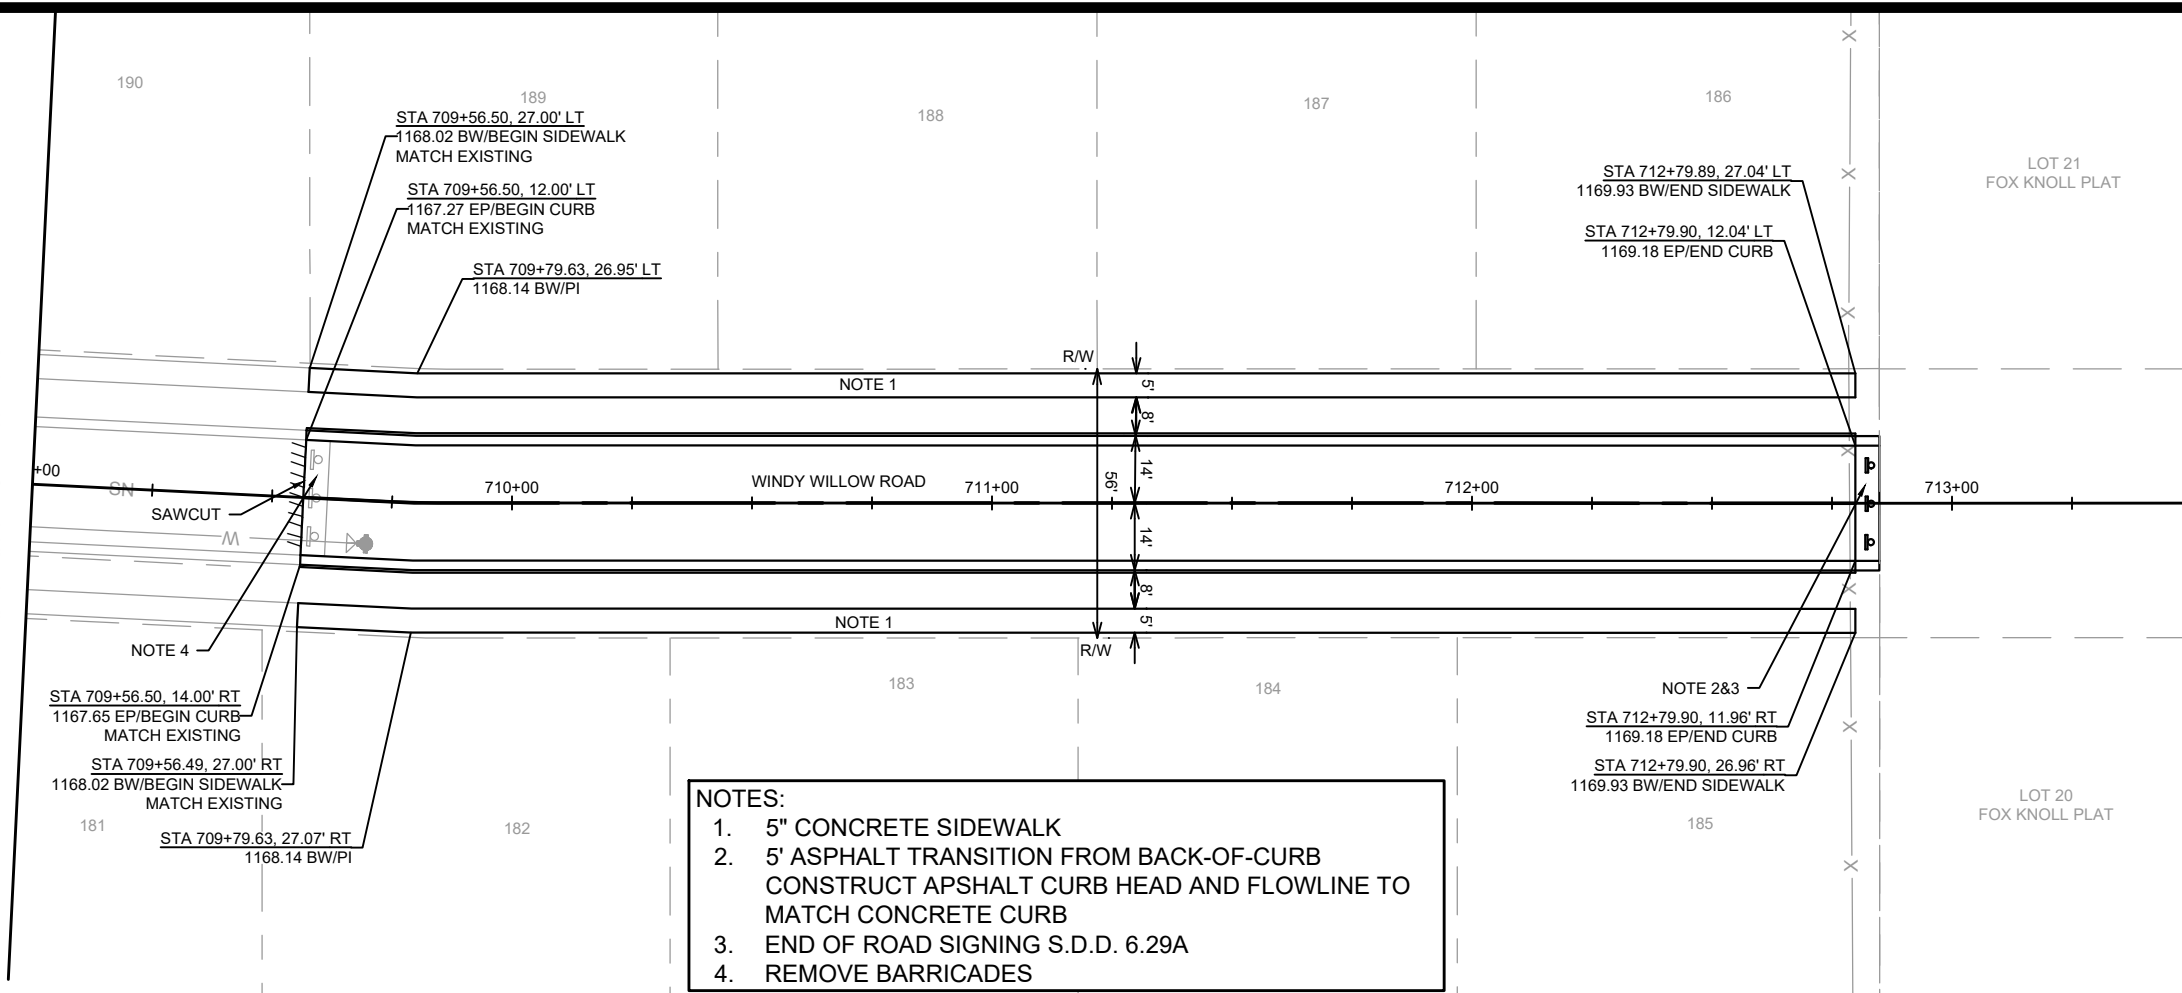 190
189
188
187
186
LOT 21
FOX KNOLL PLAT
STA 709+56.50, 27.00' LT
1168.02 BW/BEGIN SIDEWALK
MATCH EXISTING
STA 709+56.50, 12.00' LT
1167.27 EP/BEGIN CURB
MATCH EXISTING
STA 709+79.63, 26.95' LT
1168.14 BW/PI
STA 712+79.89, 27.04' LT
1169.93 BW/END SIDEWALK
STA 712+79.90, 12.04' LT
1169.18 EP/END CURB
X
X
X
X
X
X
X
R/W
NOTE 1
5'
8'
14'
56'
14'
8'
5'
+00
SN
SAWCUT
W
710+00
WINDY WILLOW ROAD
711+00
712+00
713+00
NOTE 1
R/W
NOTE 4
STA 709+56.50, 14.00' RT
1167.65 EP/BEGIN CURB
MATCH EXISTING
STA 709+56.49, 27.00' RT
1168.02 BW/BEGIN SIDEWALK
MATCH EXISTING
STA 709+79.63, 27.07' RT
1168.14 BW/PI
181
182
183
184
185
NOTE 2&3
STA 712+79.90, 11.96' RT
1169.18 EP/END CURB
STA 712+79.90, 26.96' RT
1169.93 BW/END SIDEWALK
LOT 20
FOX KNOLL PLAT
NOTES:
1. 5" CONCRETE SIDEWALK
2. 5' ASPHALT TRANSITION FROM BACK-OF-CURB
CONSTRUCT APSHALT CURB HEAD AND FLOWLINE TO
MATCH CONCRETE CURB
3. END OF ROAD SIGNING S.D.D. 6.29A
4. REMOVE BARRICADES